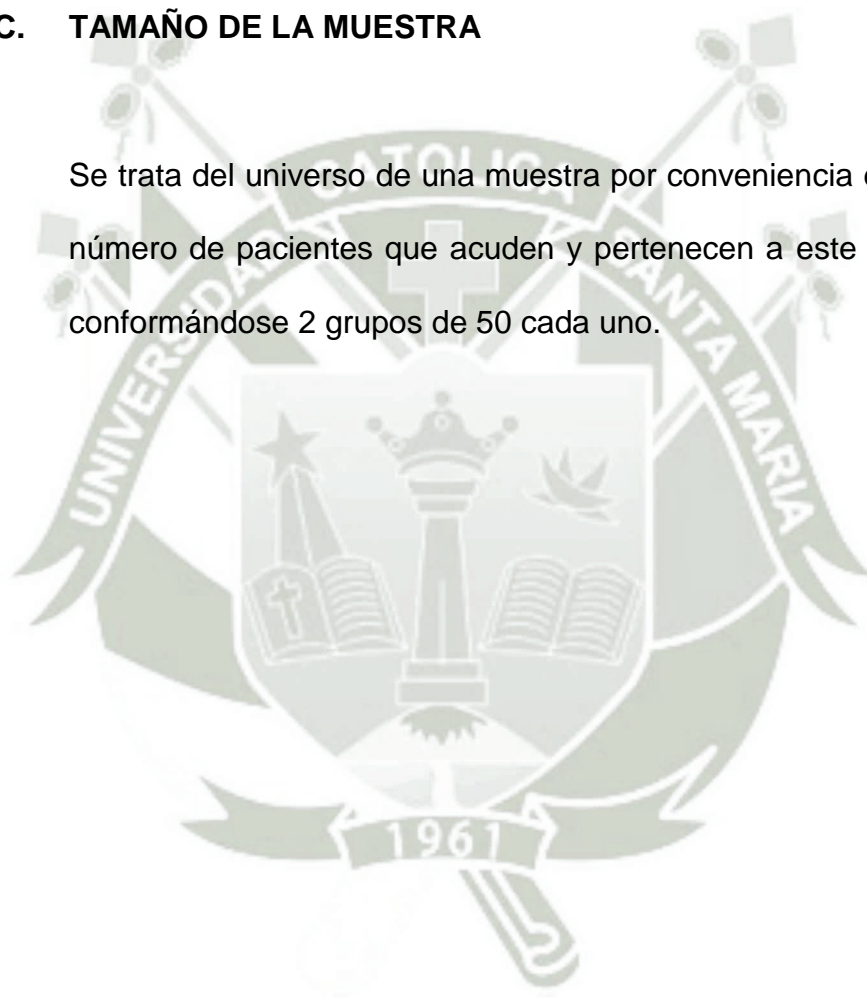 C. TAMAÑO DE LA MUESTRA
Se trata del universo de una muestra por conveniencia
número de pacientes que acuden y pertenecen a este
conformándose 2 grupos de 50 cada uno.
UNIVERSIDAD CATOLICA SANTA MARIA
1961